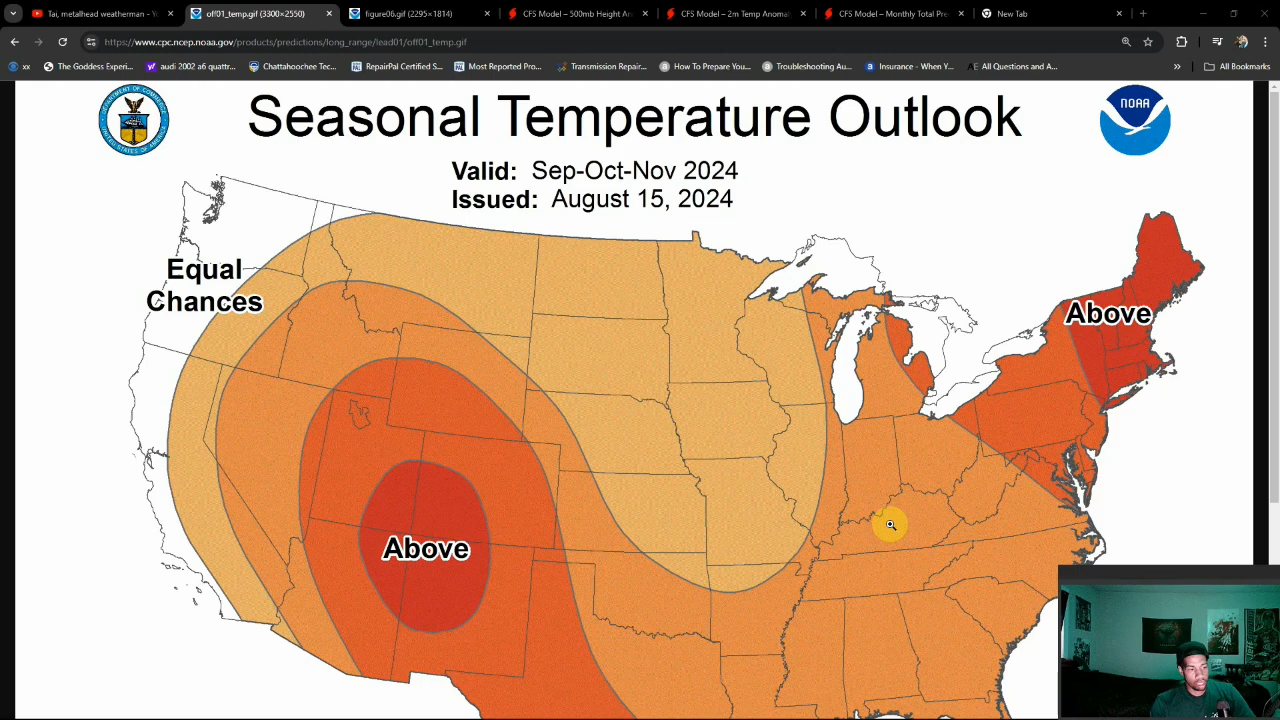 Tai, metalhead weatherman - Y
off01_temp.gif (3300×2550)
figure06.gif (2295×1814)
CFS Model – 500mb Height An
CFS Model – 2m Temp Anomal
CFS Model – Monthly Total Pre
New Tab
https://www.cpc.ncep.noaa.gov/products/predictions/long_range/lead01/off01_temp.gif
xx
The Goddess Experi...
audi 2002 a6 quattr...
Chattahoochee Tec...
RepairPal Certified S...
Most Reported Pro...
Transmission Repair...
How To Prepare You...
Troubleshooting Au...
Insurance - When Y...
All Questions and A...
»
All Bookmarks
Seasonal Temperature Outlook
NOAA
Valid: Sep-Oct-Nov 2024
Issued: August 15, 2024
Equal
Chances
Above
Above